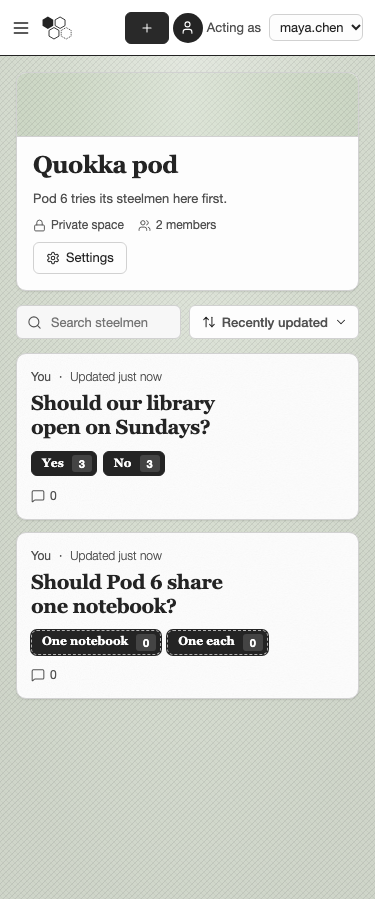 Acting as
maya.chen
Quokka pod
Pod 6 tries its steelmen here first.
Private space
2 members
Settings
Search steelmen
Recently updated
You · Updated just now
Should our library
open on Sundays?
Yes 3
No 3
0
You · Updated just now
Should Pod 6 share
one notebook?
One notebook 0
One each 0
0